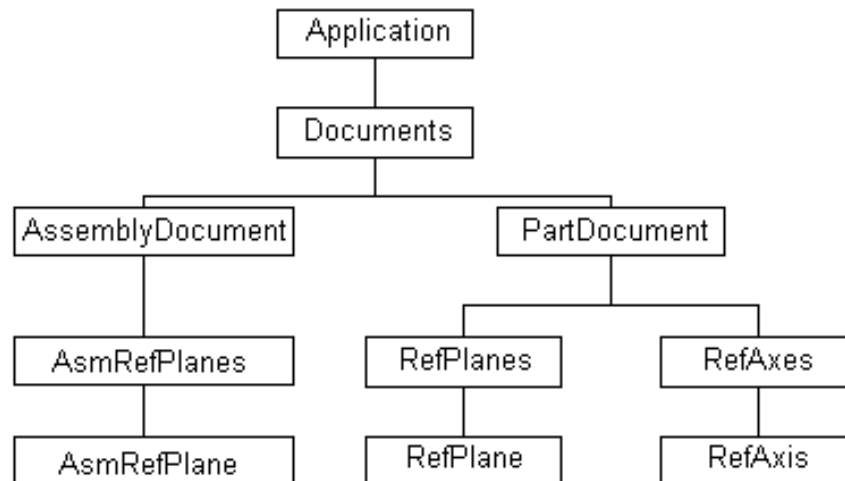 Application
Documents
AssemblyDocument
PartDocument
AsmRefPlanes
RefPlanes
RefAxes
AsmRefPlane
RefPlane
RefAxis